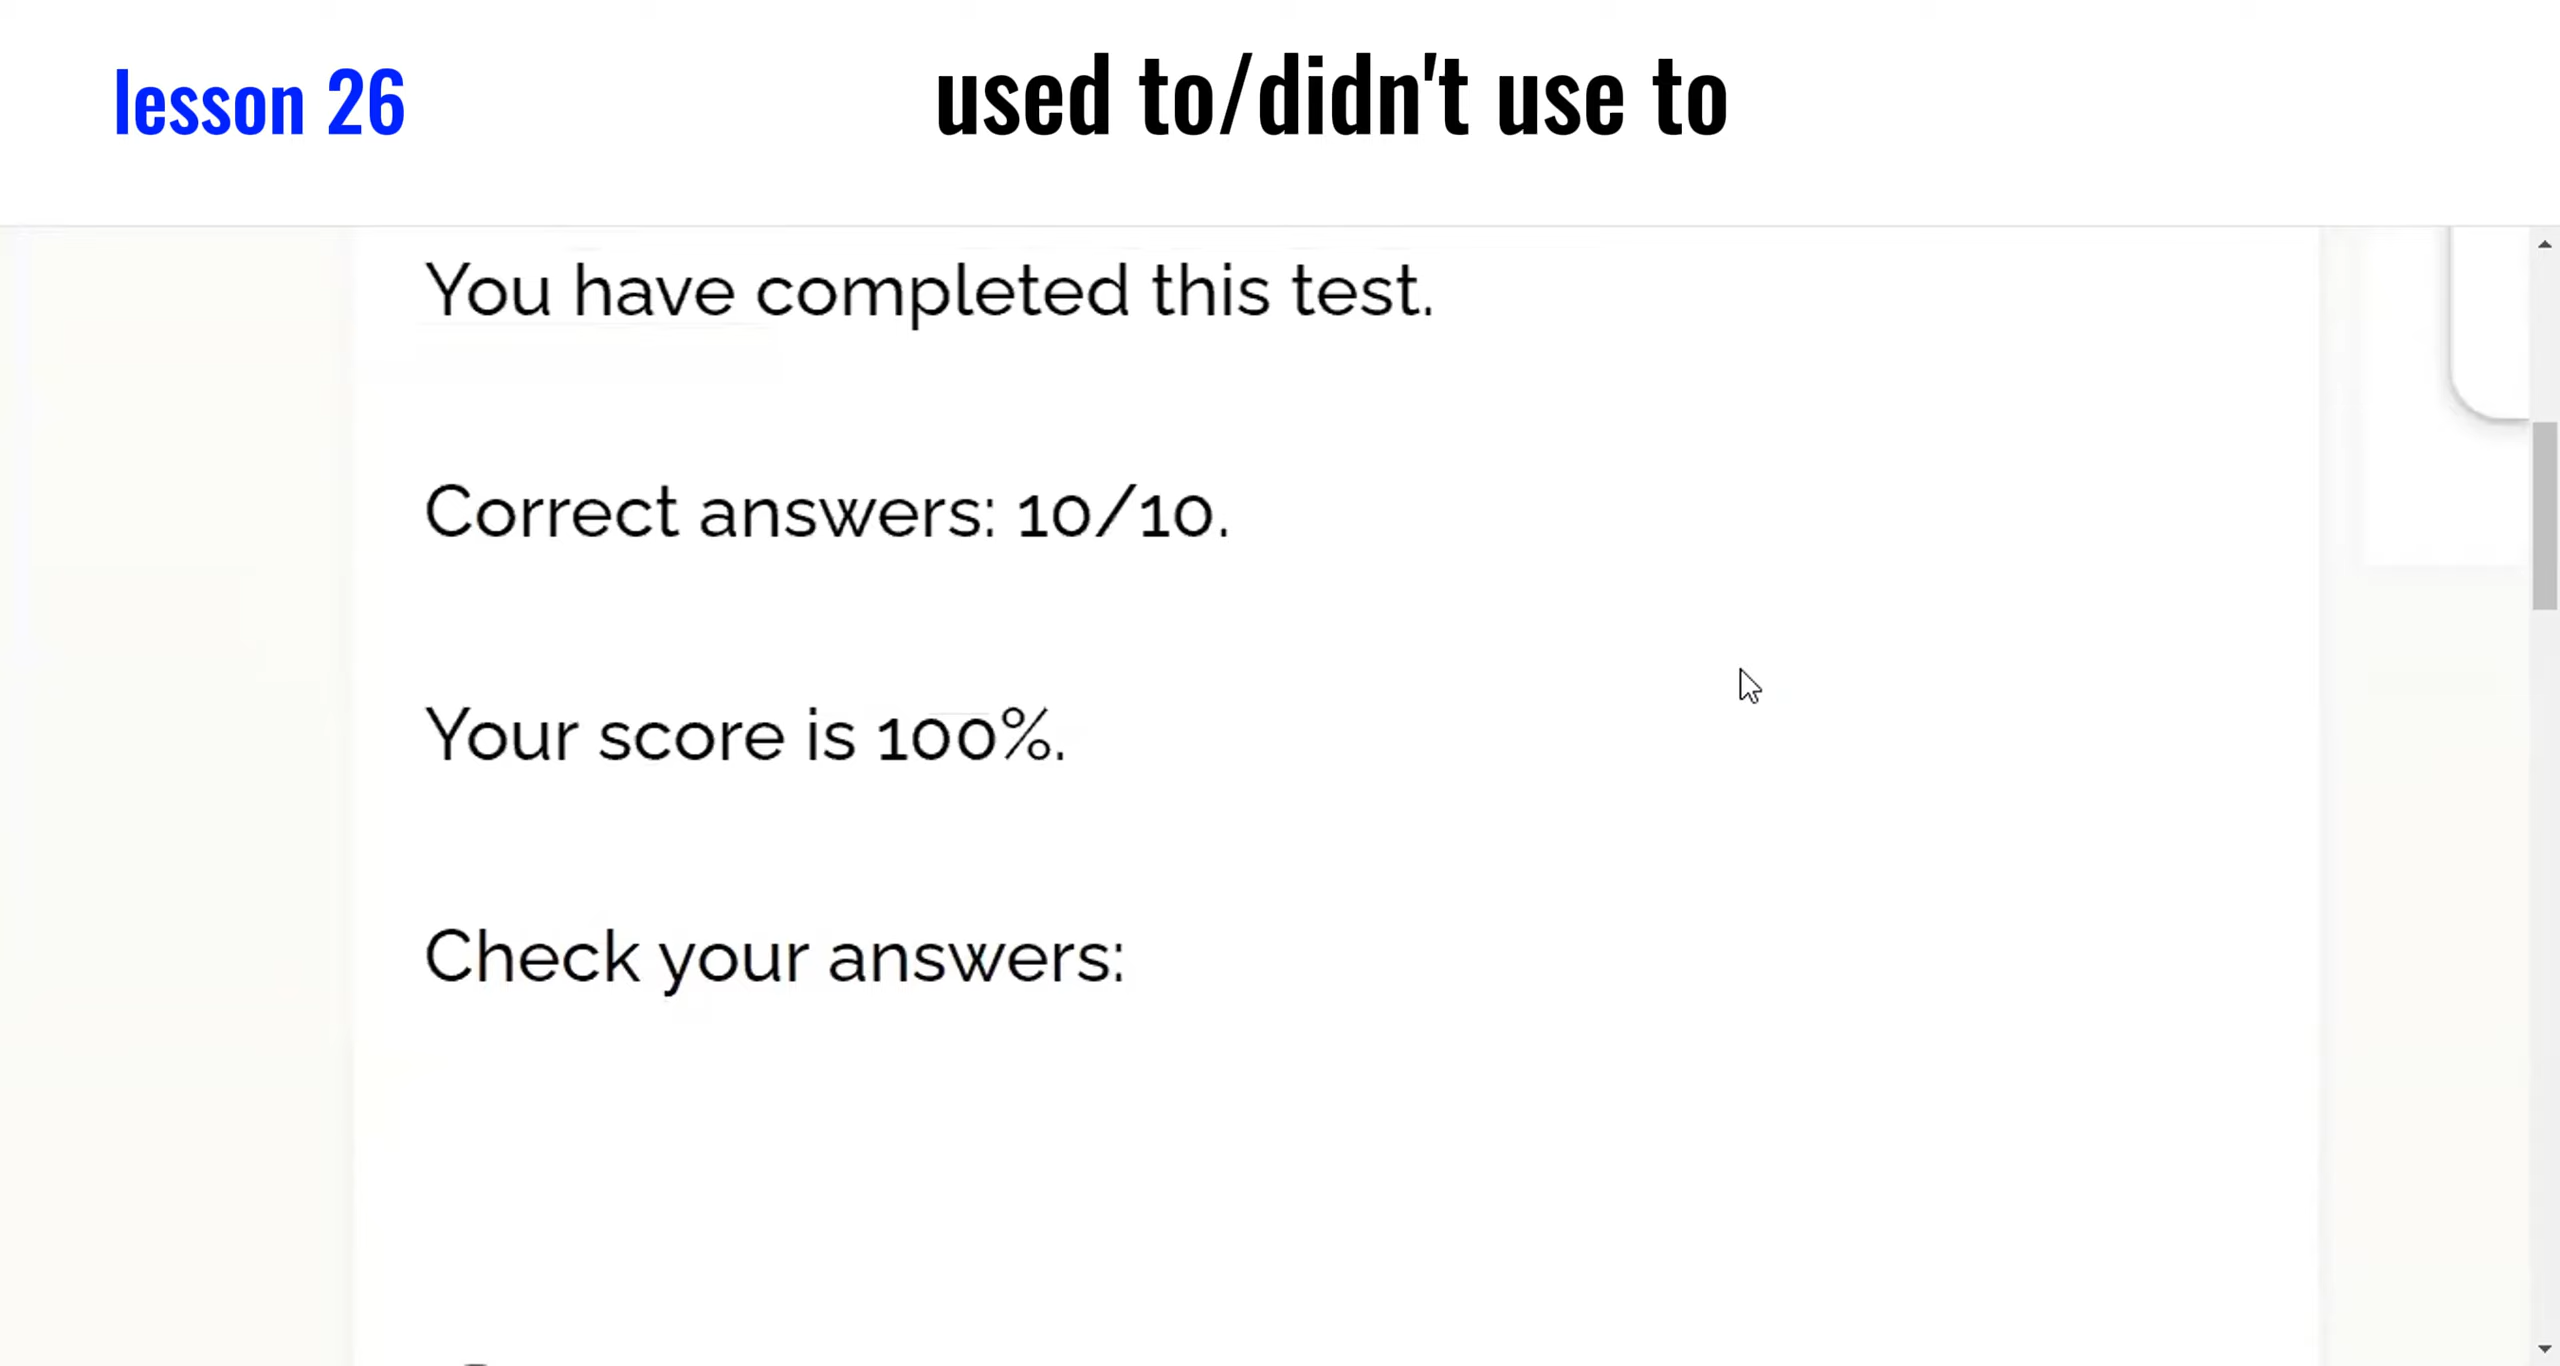 lesson 26
used to/didn't use to
You have completed this test.
Correct answers: 10/10.
Your score is 100%.
Check your answers: